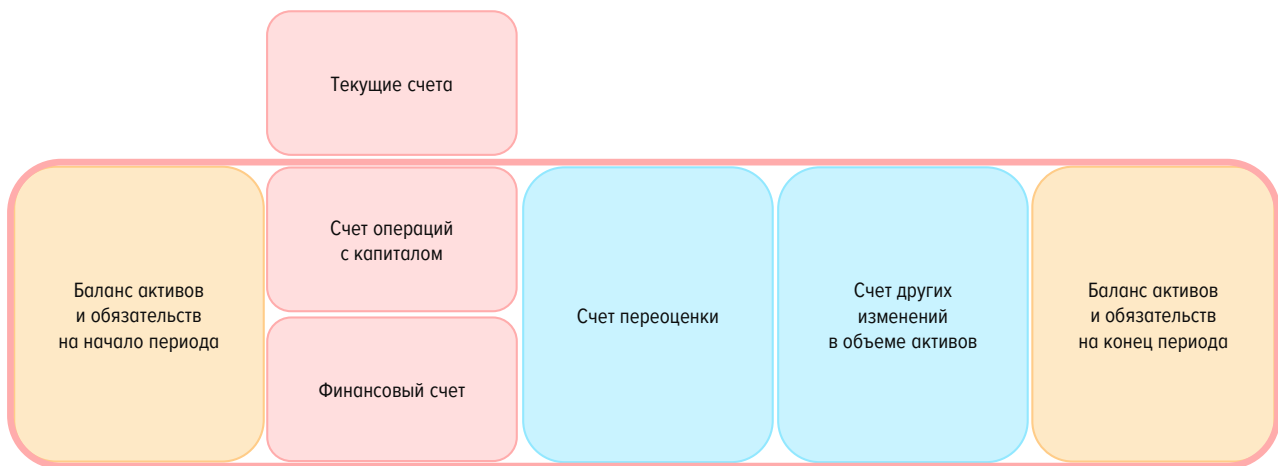 Текущие счета
Баланс активов
и обязательств
на начало периода
Счет операций
с капиталом
Финансовый счет
Счет переоценки
Счет других
изменений
в объеме активов
Баланс активов
и обязательств
на конец периода